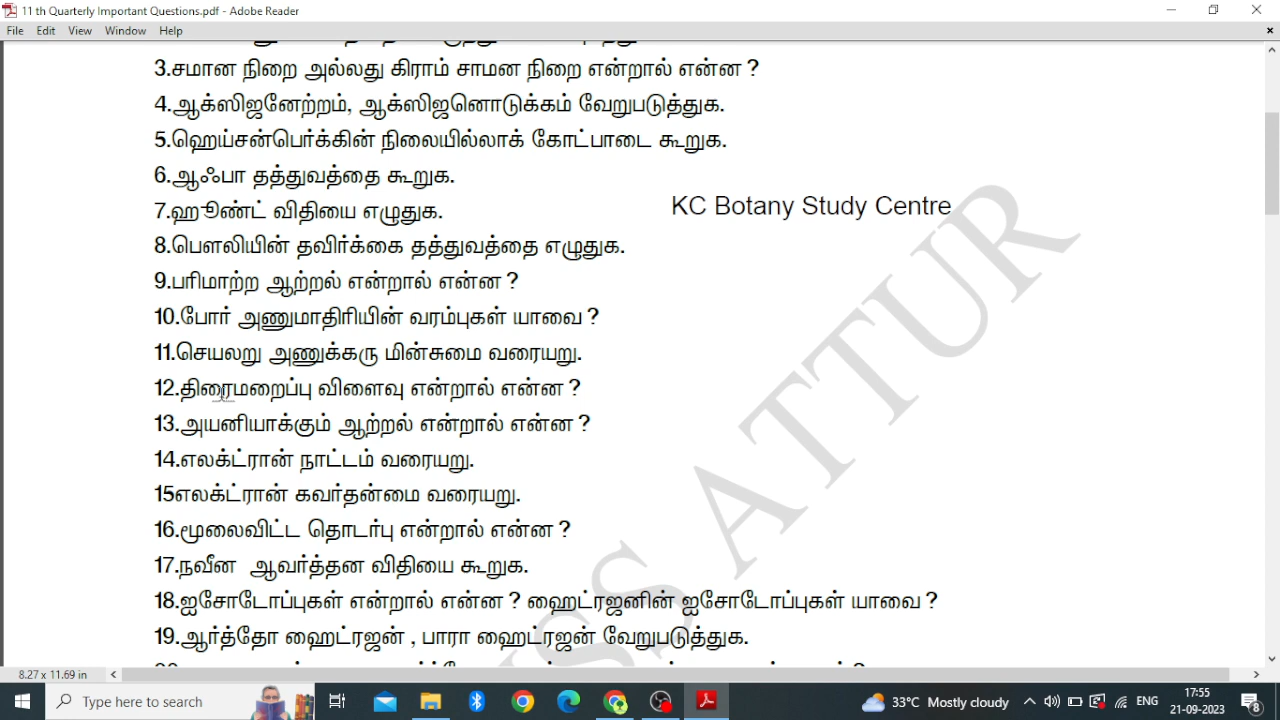 11 th Quarterly Important Questions.pdf - Adobe Reader
File Edit View Window Help
3.சமான நிறை அல்லது கிராம் சாமன நிறை என்றால் என்ன ?
4.ஆக்ஸிஜனேற்றம், ஆக்ஸிஜனொடுக்கம் வேறுபடுத்துக.
5.ஹெய்சன்பெர்க்கின் நிலையில்லாக் கோட்பாடை கூறுக.
6.ஆஃபா தத்துவத்தை கூறுக.
KC Botany Study Centre
7.ஹூண்ட் விதியை எழுதுக.
8.பௌலியின் தவிர்க்கை தத்துவத்தை எழுதுக.
9.பரிமாற்ற ஆற்றல் என்றால் என்ன ?
10.போர் அணுமாதிரியின் வரம்புகள் யாவை ?
11.செயலறு அணுக்கரு மின்சுமை வரையறு.
12.திரைமறைப்பு விளைவு என்றால் என்ன ?
13.அயனியாக்கும் ஆற்றல் என்றால் என்ன ?
14.எலக்ட்ரான் நாட்டம் வரையறு.
15எலக்ட்ரான் கவர்தன்மை வரையறு.
16.மூலைவிட்ட தொடர்பு என்றால் என்ன ?
17.நவீன ஆவர்த்தன விதியை கூறுக.
18.ஐசோடோப்புகள் என்றால் என்ன ? ஹைட்ரஜனின் ஐசோடோப்புகள் யாவை ?
19.ஆர்த்தோ ஹைட்ரஜன் , பாரா ஹைட்ரஜன் வேறுபடுத்துக.
SS ATTUR
8.27 x 11.69 in
Type here to search
33°C Mostly cloudy
ENG
17:55
21-09-2023
8